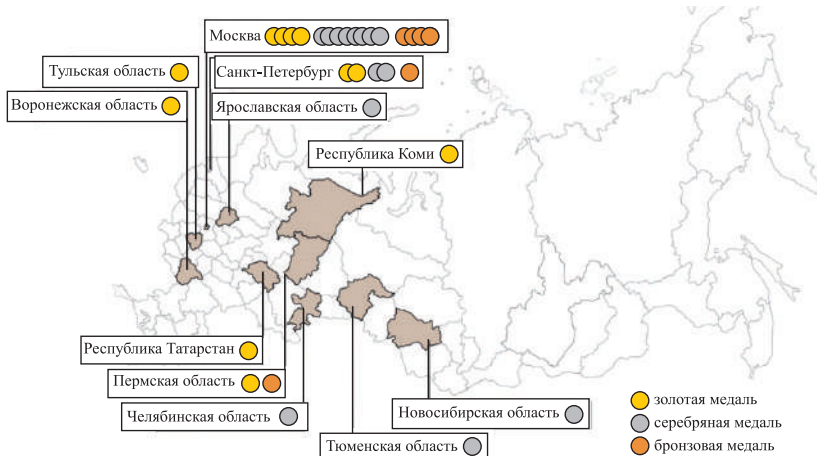 Москва
Тульская область
Санкт-Петербург
Воронежская область
Ярославская область
Республика Коми
Республика Татарстан
Пермская область
Челябинская область
Новосибирская область
Тюменская область
золотая медаль
серебряная медаль
бронзовая медаль